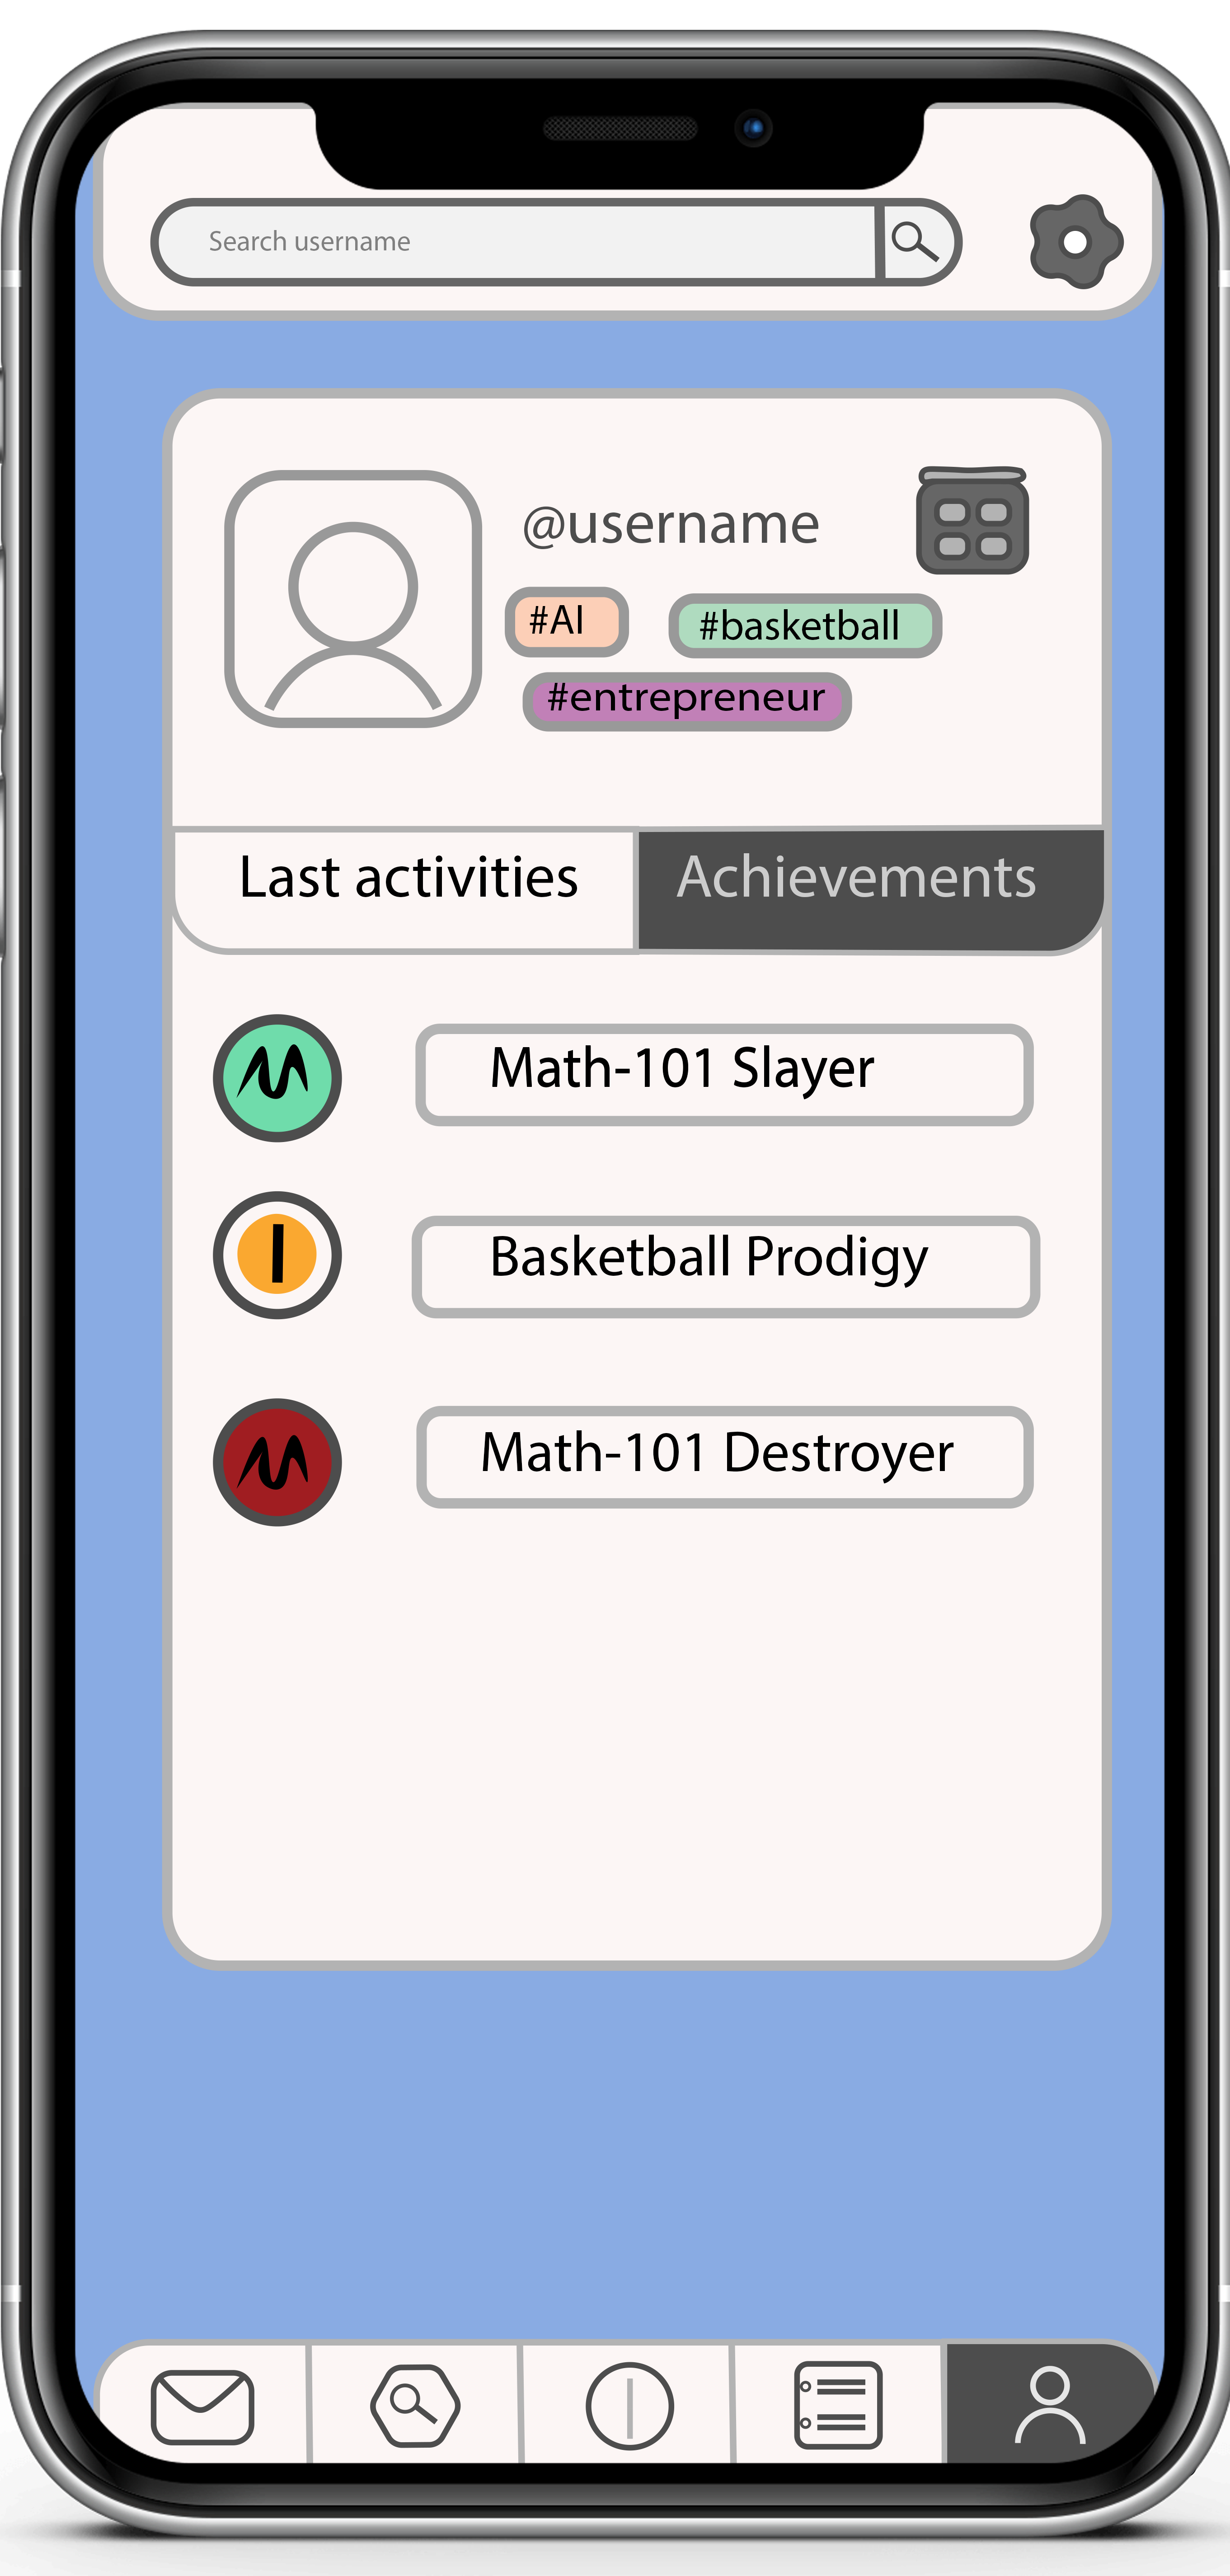 Search username
@username
#AI #basketball
#entrepreneur
Last activities Achievements
Math-101 Slayer
Basketball Prodigy
Math-101 Destroyer